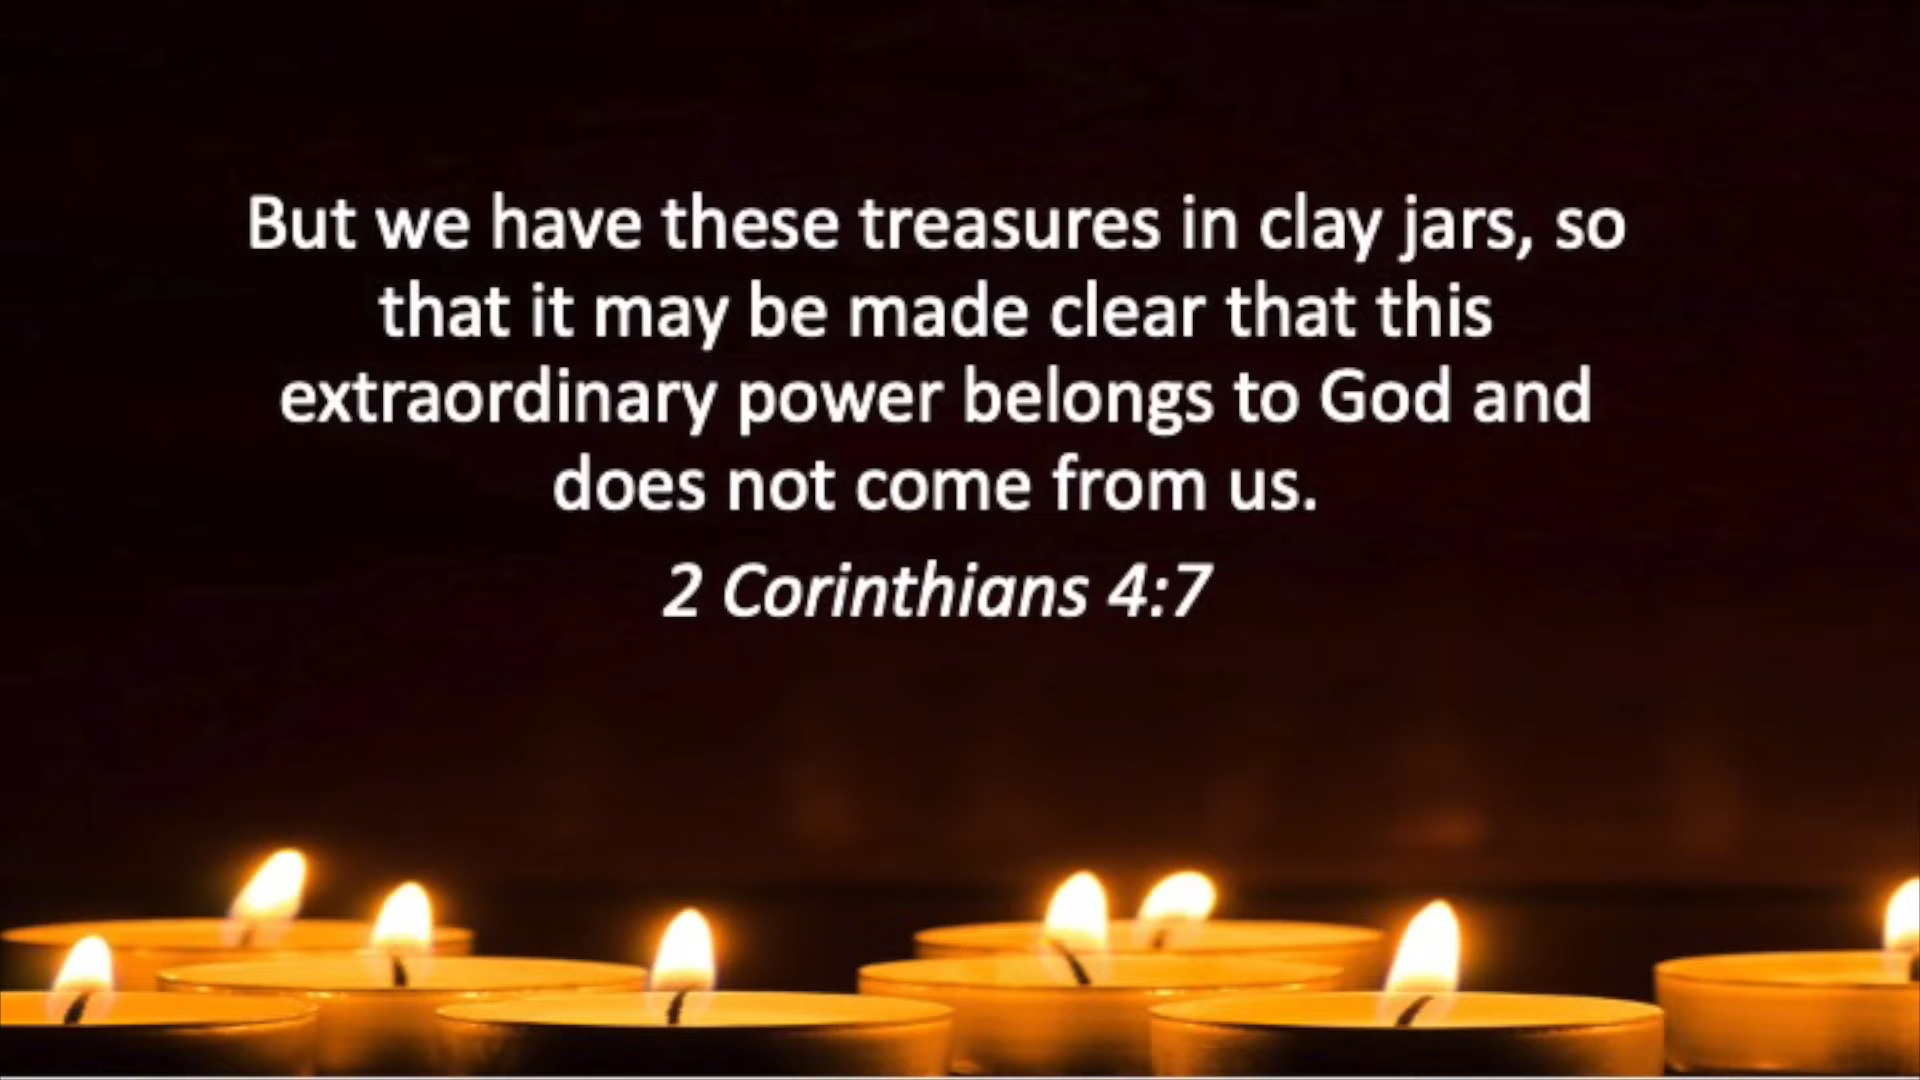 But we have these treasures in clay jars, so
that it may be made clear that this
extraordinary power belongs to God and
does not come from us.
2 Corinthians 4:7